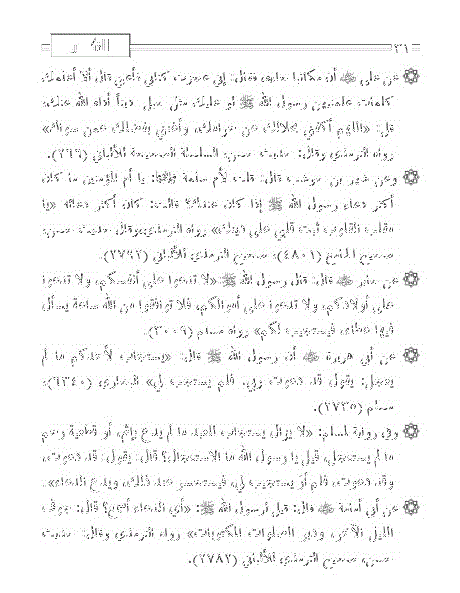 ٣١
عن علي ﷺ أن مكاتبا جاءه، فقال: إني عجزت كتابتي فأعني قال ألا أعلمك
كلمات علمنيهن رسول الله ﷺ لو عليك مثل جبل ديناً أداه الله عنك،
قل: «اللهم اكفني بحلالك عن حرامك، وأغنني بفضلك عمن سواك»
رواه الترمذي وقال: حديث حسن، السلسلة الصحيحة للألباني (٢٦٦).
وعن شهر بن حوشب قال: قلت لأم سلمة: يا أم المؤمنين ما كان
أكثر دعاء رسول الله ﷺ إذا كان عندك؟ قالت: كان أكثر دعائه «يا
مقلب القلوب ثبت قلبي على دينك» رواه الترمذي وقال حديث حسن،
صحيح الجامع (٤٨٠١)، صحيح الترمذي للألباني (٢٧٩٢).
عن جابر ﷺ قال: قال رسول الله ﷺ «لا تدعوا على أنفسكم، ولا تدعوا
على أولادكم، ولا تدعوا على أموالكم، فلا توافقوا من الله ساعة يسأل
فيها عطاء، فيستجيب لكم» رواه مسلم (٣٠٠٩).
عن أبي هريرة ﷺ أن رسول الله ﷺ قال: «يستجاب لأحدكم ما لم
يعجل: يقول قد دعوت ربي، فلم يستجب لي» البخاري (٦٣٤٠)،
مسلم (٢٧٣٥).
وفي رواية لمسلم: «لا يزال يستجاب للعبد ما لم يدع بإثم، أو قطيعة رحم
ما لم يستعجل، قيل يا رسول الله ما الاستعجال؟ قال: يقول: قد دعوت،
وقد دعوت، فلم أر يستجيب لي، فيستحسر عند ذلك، ويدع الدعاء».
عن أبي أمامة ﷺ قال: قيل لرسول الله ﷺ: «أي الدعاء أسمع؟ قال: جوف
الليل الآخر، ودبر الصلوات المكتوبات» رواه الترمذي وقال: حديث
حسن، صحيح الترمذي للألباني (٢٧٨٢).